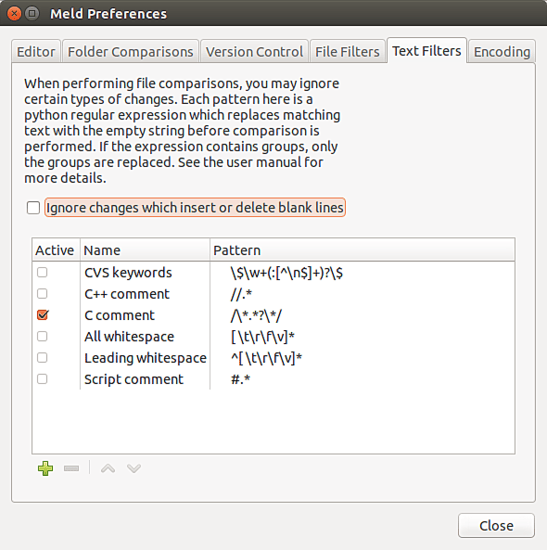 Meld Preferences
Editor Folder Comparisons Version Control File Filters Text Filters Encoding
When performing file comparisons, you may ignore
certain types of changes. Each pattern here is a
python regular expression which replaces matching
text with the empty string before comparison is
performed. If the expression contains groups, only
the groups are replaced. See the user manual for
more details.
Ignore changes which insert or delete blank lines
Active Name Pattern
CVS keywords \$\w+(:[^\n$]+)?\$
C++ comment //.*
C comment /\*.*?\*/
All whitespace [ \t\r\f\v]*
Leading whitespace ^[ \t\r\f\v]*
Script comment #.*
Close